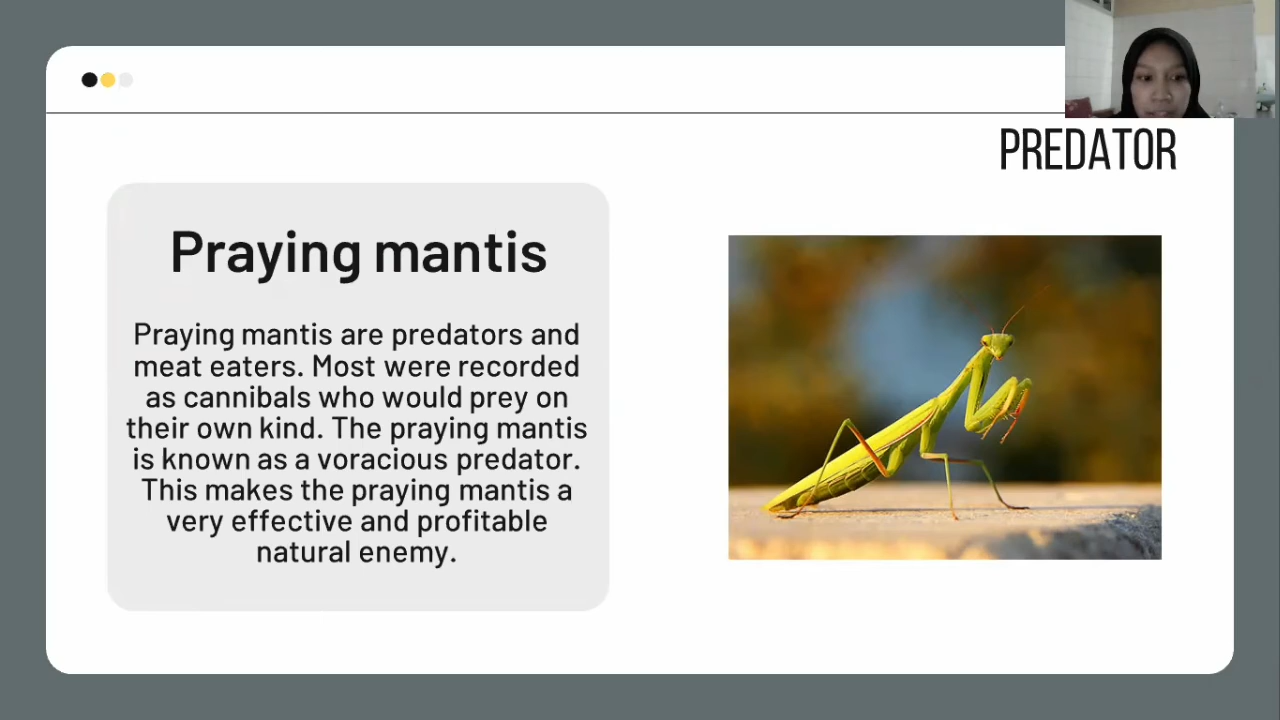 PREDATOR
Praying mantis
Praying mantis are predators and
meat eaters. Most were recorded
as cannibals who would prey on
their own kind. The praying mantis
is known as a voracious predator.
This makes the praying mantis a
very effective and profitable
natural enemy.